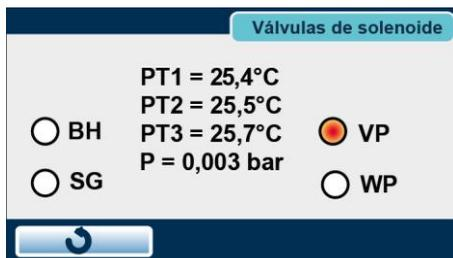 Válvulas de solenoide
PT1 = 25,4°C
PT2 = 25,5°C
BH PT3 = 25,7°C VP
P = 0,003 bar
SG WP